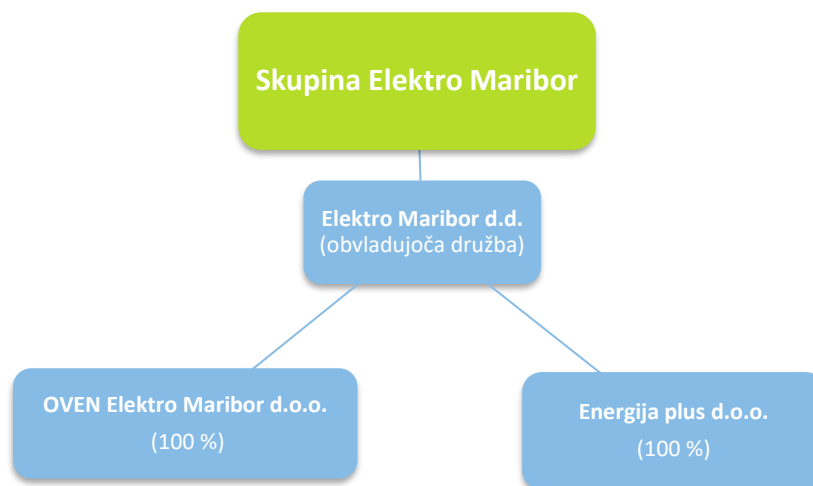 Skupina Elektro Maribor
Elektro Maribor d.d.
(obvladujoča družba)
OVEN Elektro Maribor d.o.o.
(100 %)
Energija plus d.o.o.
(100 %)